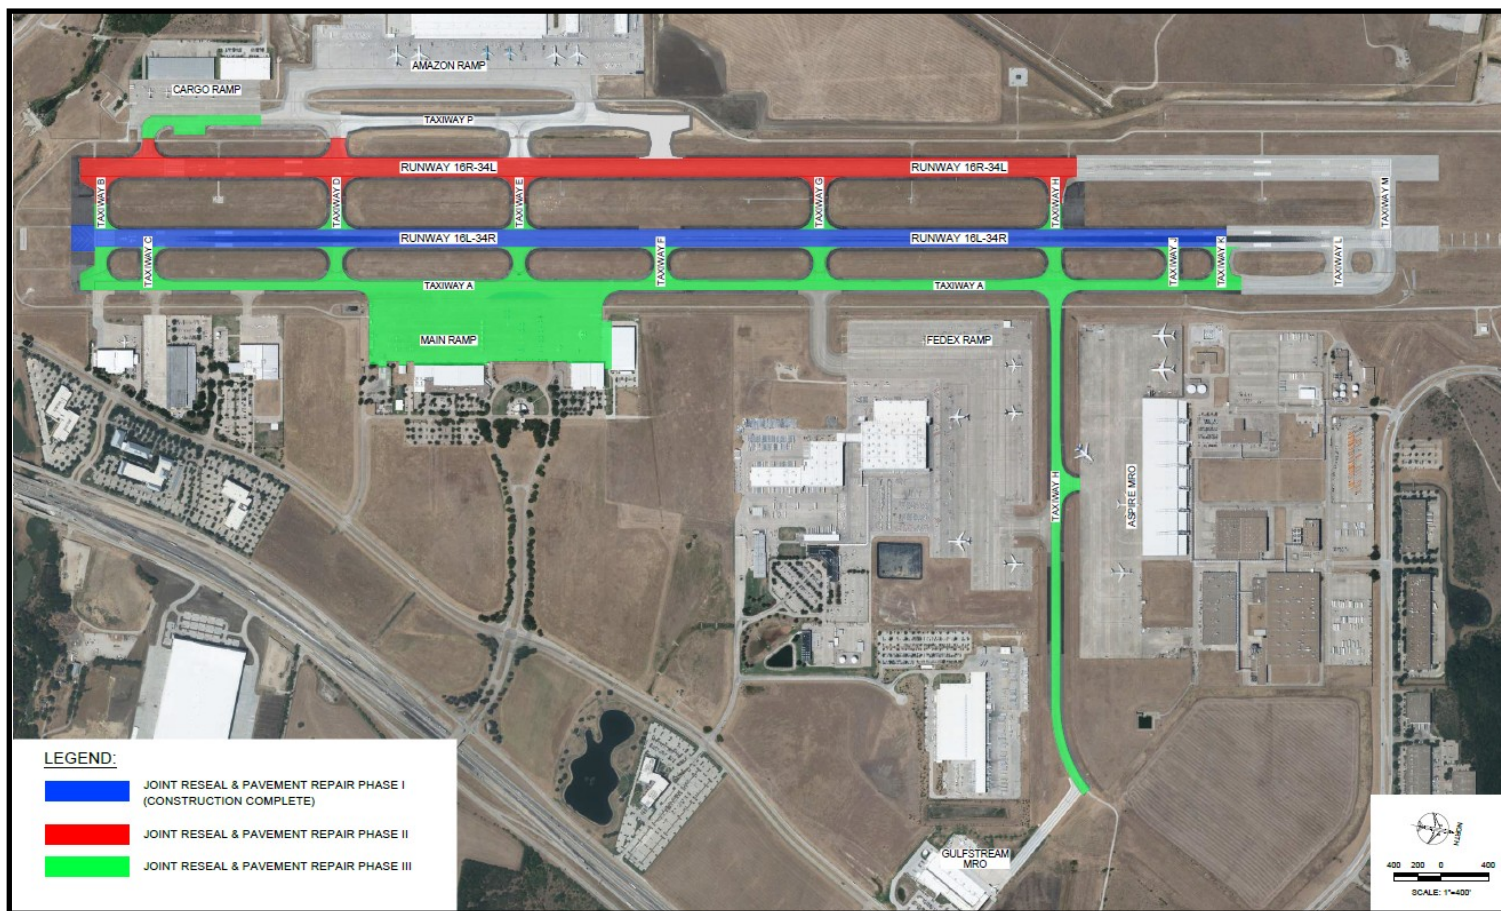 AMAZON RAMP
CARGO RAMP
TAXIWAY P
RUNWAY 16R-34L
RUNWAY 16R-34L
TAXIWAY B
TAXIWAY D
TAXIWAY E
TAXIWAY G
TAXIWAY H
TAXIWAY M
RUNWAY 16L-34R
RUNWAY 16L-34R
TAXIWAY C
TAXIWAY F
TAXIWAY J
TAXIWAY K
TAXIWAY L
TAXIWAY A
TAXIWAY A
MAIN RAMP
FEDEX RAMP
TAXIWAY H
ASPIRE MRO
GULFSTREAM
MRO
LEGEND:
JOINT RESEAL & PAVEMENT REPAIR PHASE I
(CONSTRUCTION COMPLETE)
JOINT RESEAL & PAVEMENT REPAIR PHASE II
JOINT RESEAL & PAVEMENT REPAIR PHASE III
NORTH
400 200 0 400
SCALE: 1"=400'